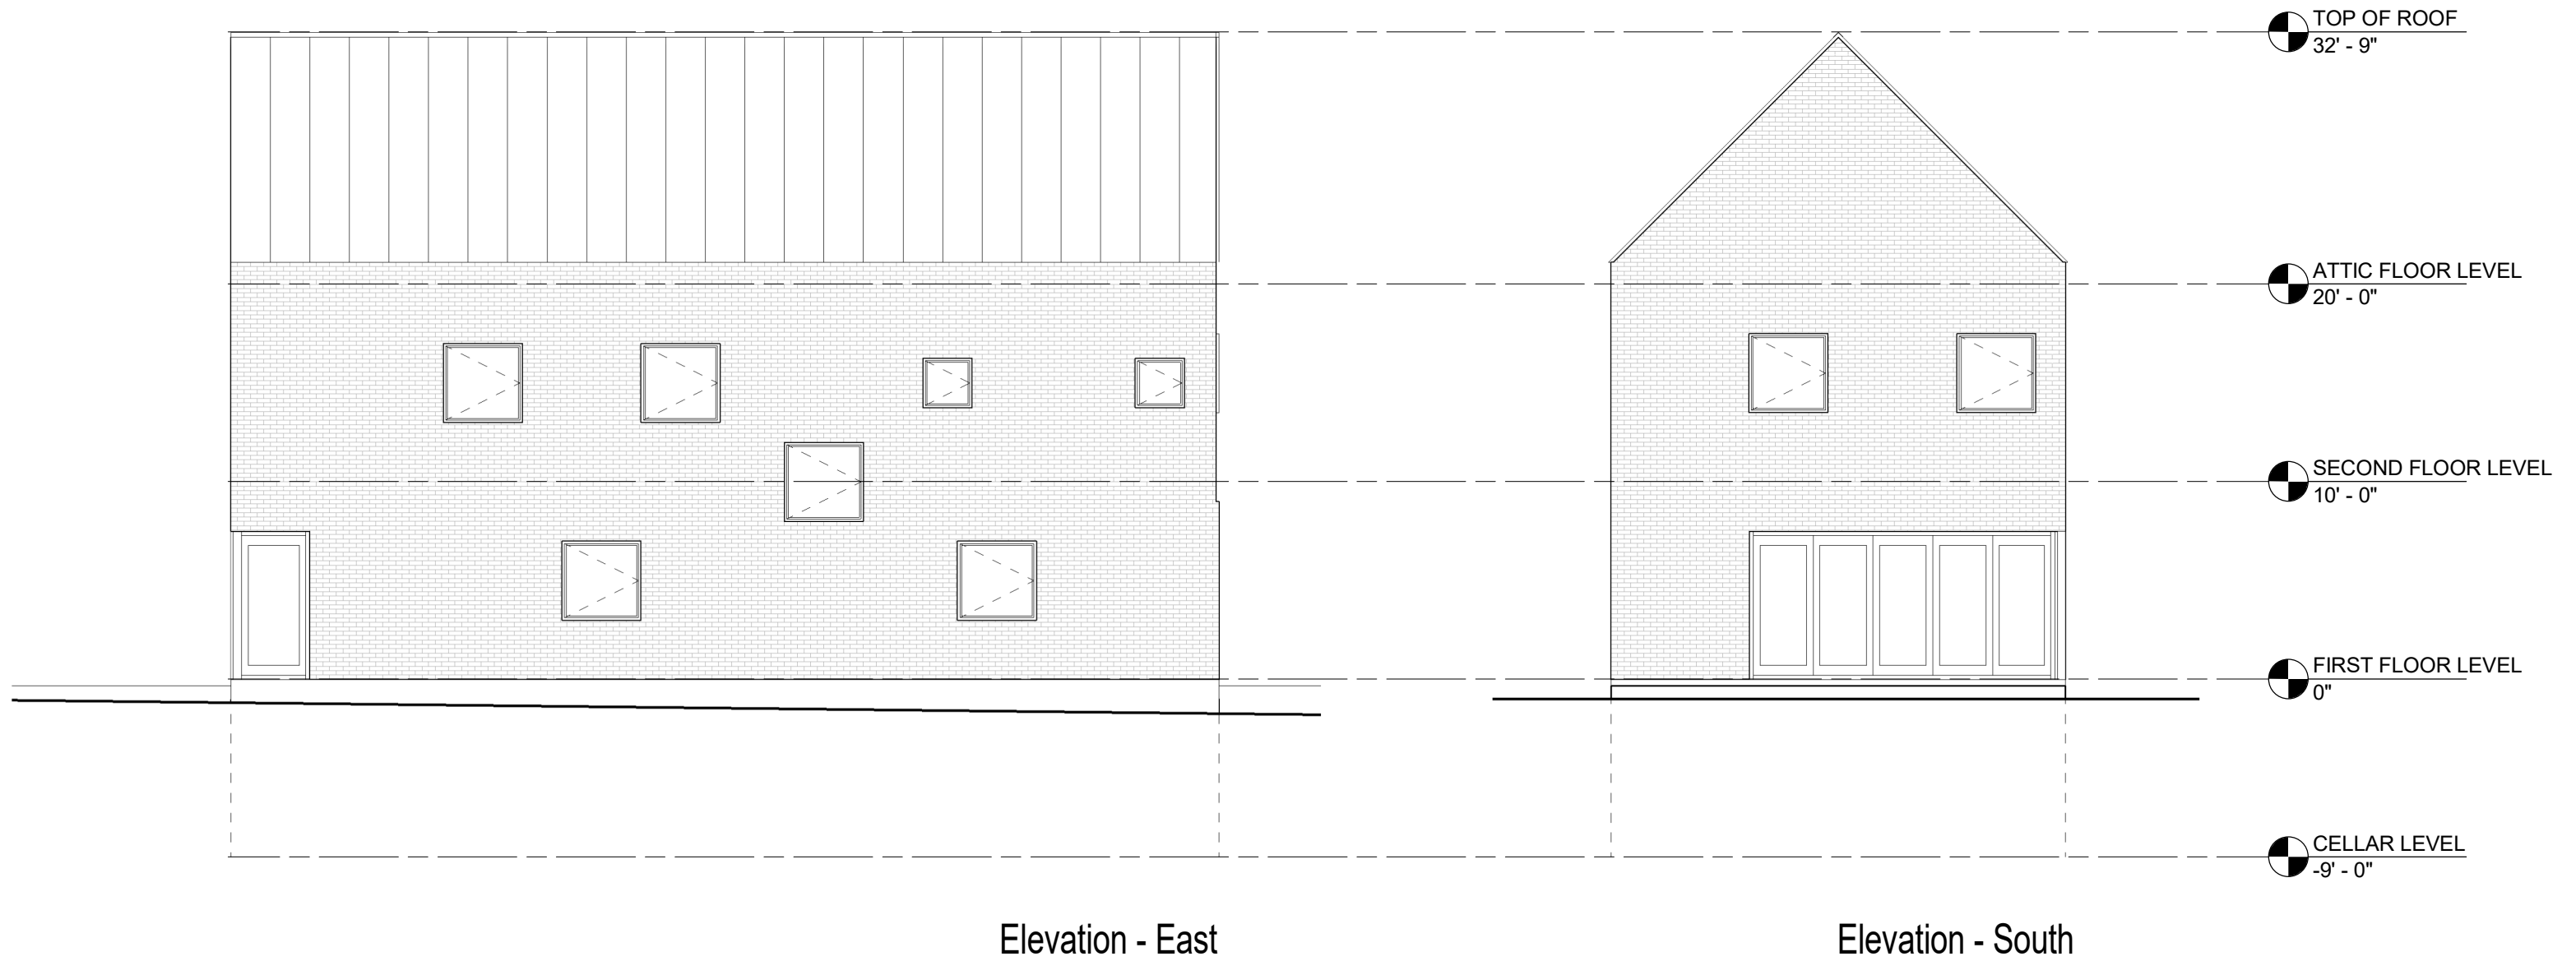 TOP OF ROOF
32' - 9"
ATTIC FLOOR LEVEL
20' - 0"
SECOND FLOOR LEVEL
10' - 0"
FIRST FLOOR LEVEL
0"
CELLAR LEVEL
-9' - 0"
Elevation - East
Elevation - South